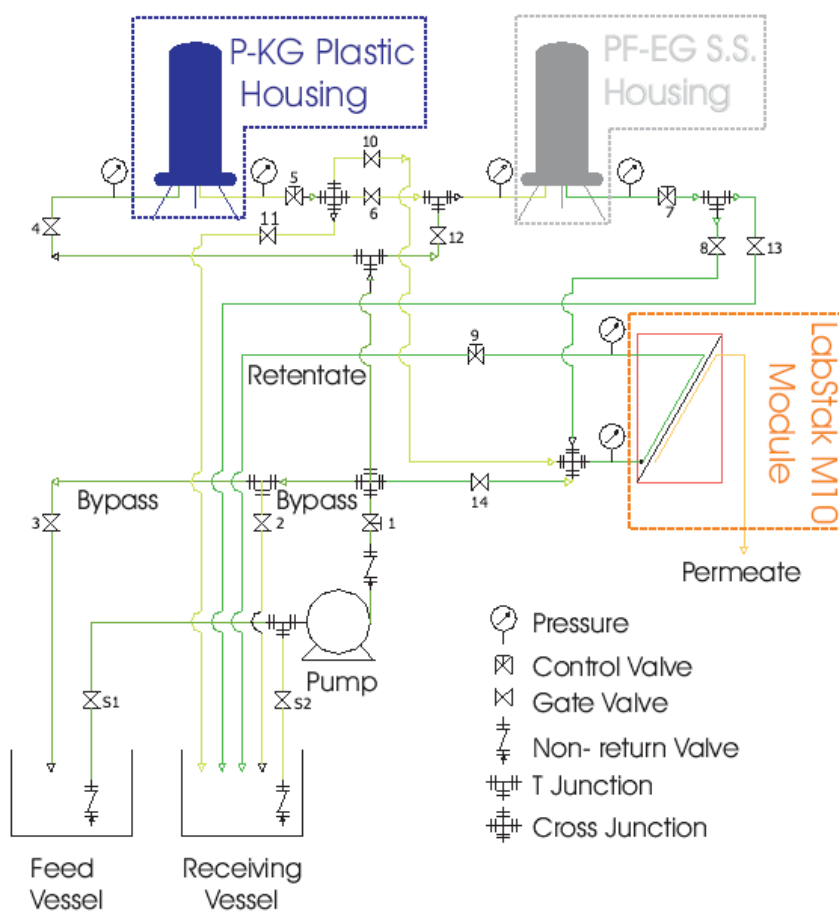 P-KG Plastic
Housing
PF-EG S.S.
Housing
10
5
6
7
4
11
12
8
13
9
Retentate
LabStak M10
Module
Bypass
Bypass
3
2
1
14
Permeate
Pump
S1
S2
Pressure
Control Valve
Gate Valve
Non- return Valve
T Junction
Cross Junction
Feed
Vessel
Receiving
Vessel